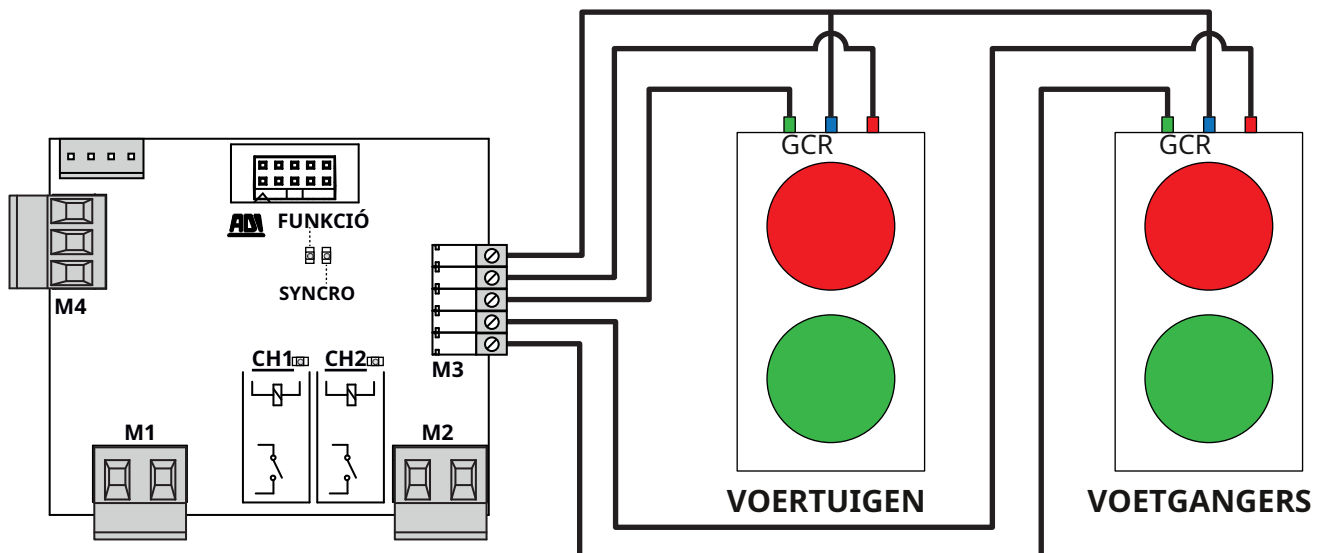 GCR
GCR
ADI
FUNKCIÓ
SYNCRO
M4
CH1
CH2
M3
M1
M2
VOERTUIGEN
VOETGANGERS